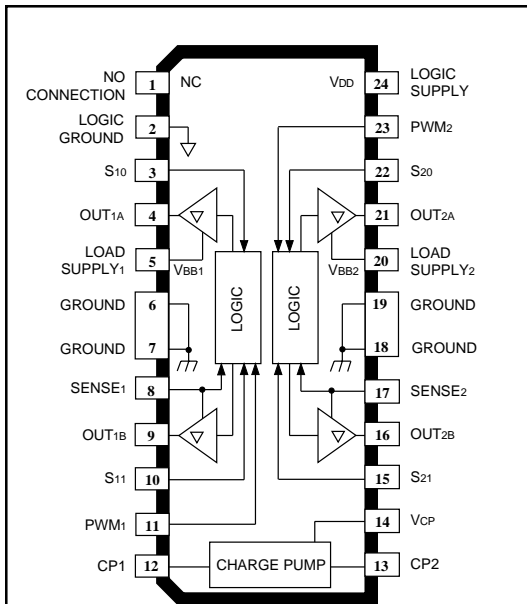 NO CONNECTION 1 NC VDD 24 LOGIC SUPPLY
LOGIC GROUND 2 23 PWM2
S10 3 22 S20
OUT1A 4 21 OUT2A
LOAD SUPPLY1 5 VBB1 VBB2 20 LOAD SUPPLY2
LOGIC LOGIC
GROUND 6 19 GROUND
GROUND 7 18 GROUND
SENSE1 8 17 SENSE2
OUT1B 9 16 OUT2B
S11 10 15 S21
PWM1 11 14 VCP
CP1 12 CHARGE PUMP 13 CP2